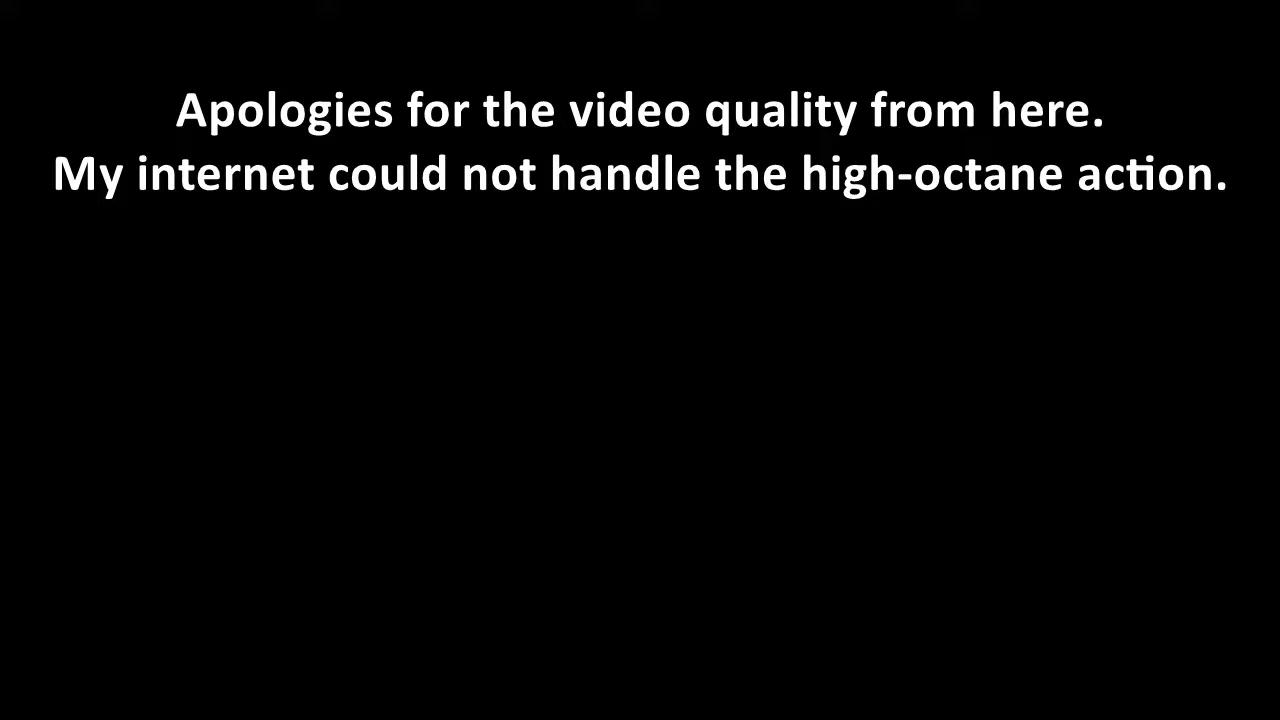 Apologies for the video quality from here.
My internet could not handle the high-octane action.